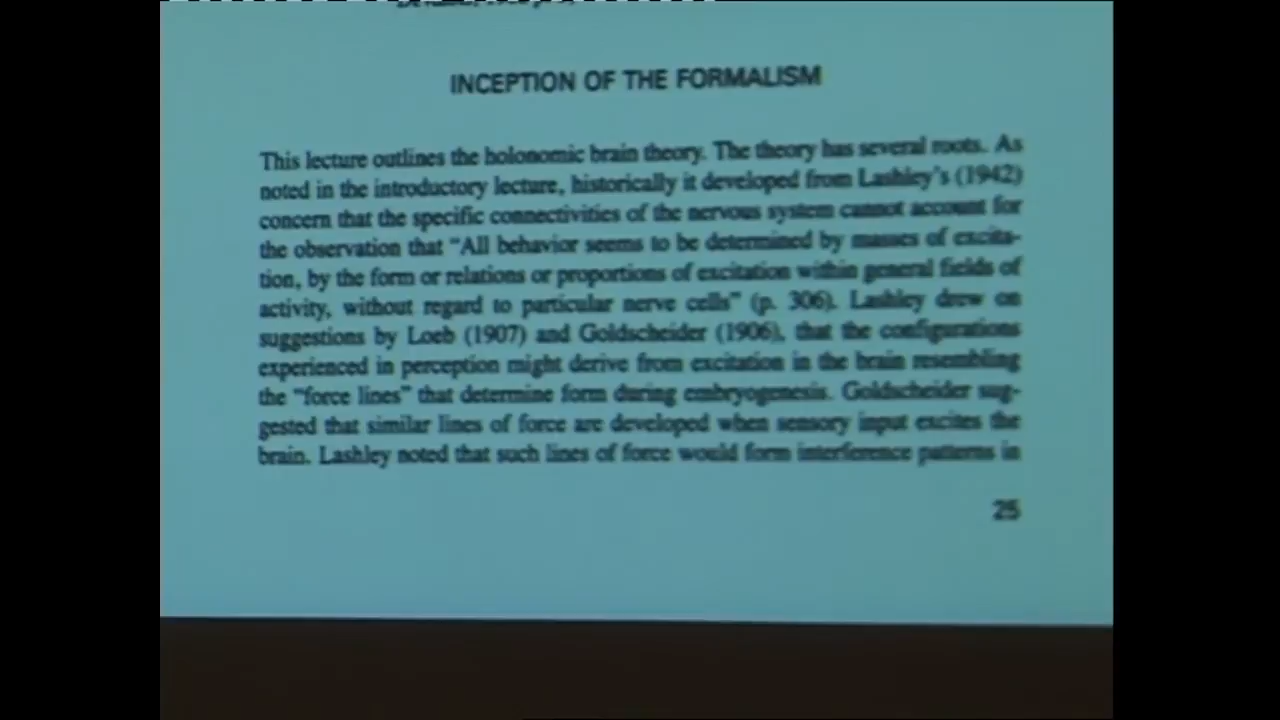 INCEPTION OF THE FORMALISM
This lecture outlines the holonomic brain theory. The theory has several roots. As
noted in the introductory lecture, historically it developed from Lashley's (1942)
concern that the specific connectivities of the nervous system cannot account for
the observation that "All behavior seems to be determined by masses of excita-
tion, by the form or relations or proportions of excitation within general fields of
activity, without regard to particular nerve cells" (p. 306). Lashley drew on
suggestions by Loeb (1907) and Goldscheider (1906), that the configurations
experienced in perception might derive from excitation in the brain resembling
the "force lines" that determine form during embryogenesis. Goldscheider sug-
gested that similar lines of force are developed when sensory input excites the
brain. Lashley noted that such lines of force would form interference patterns in
25